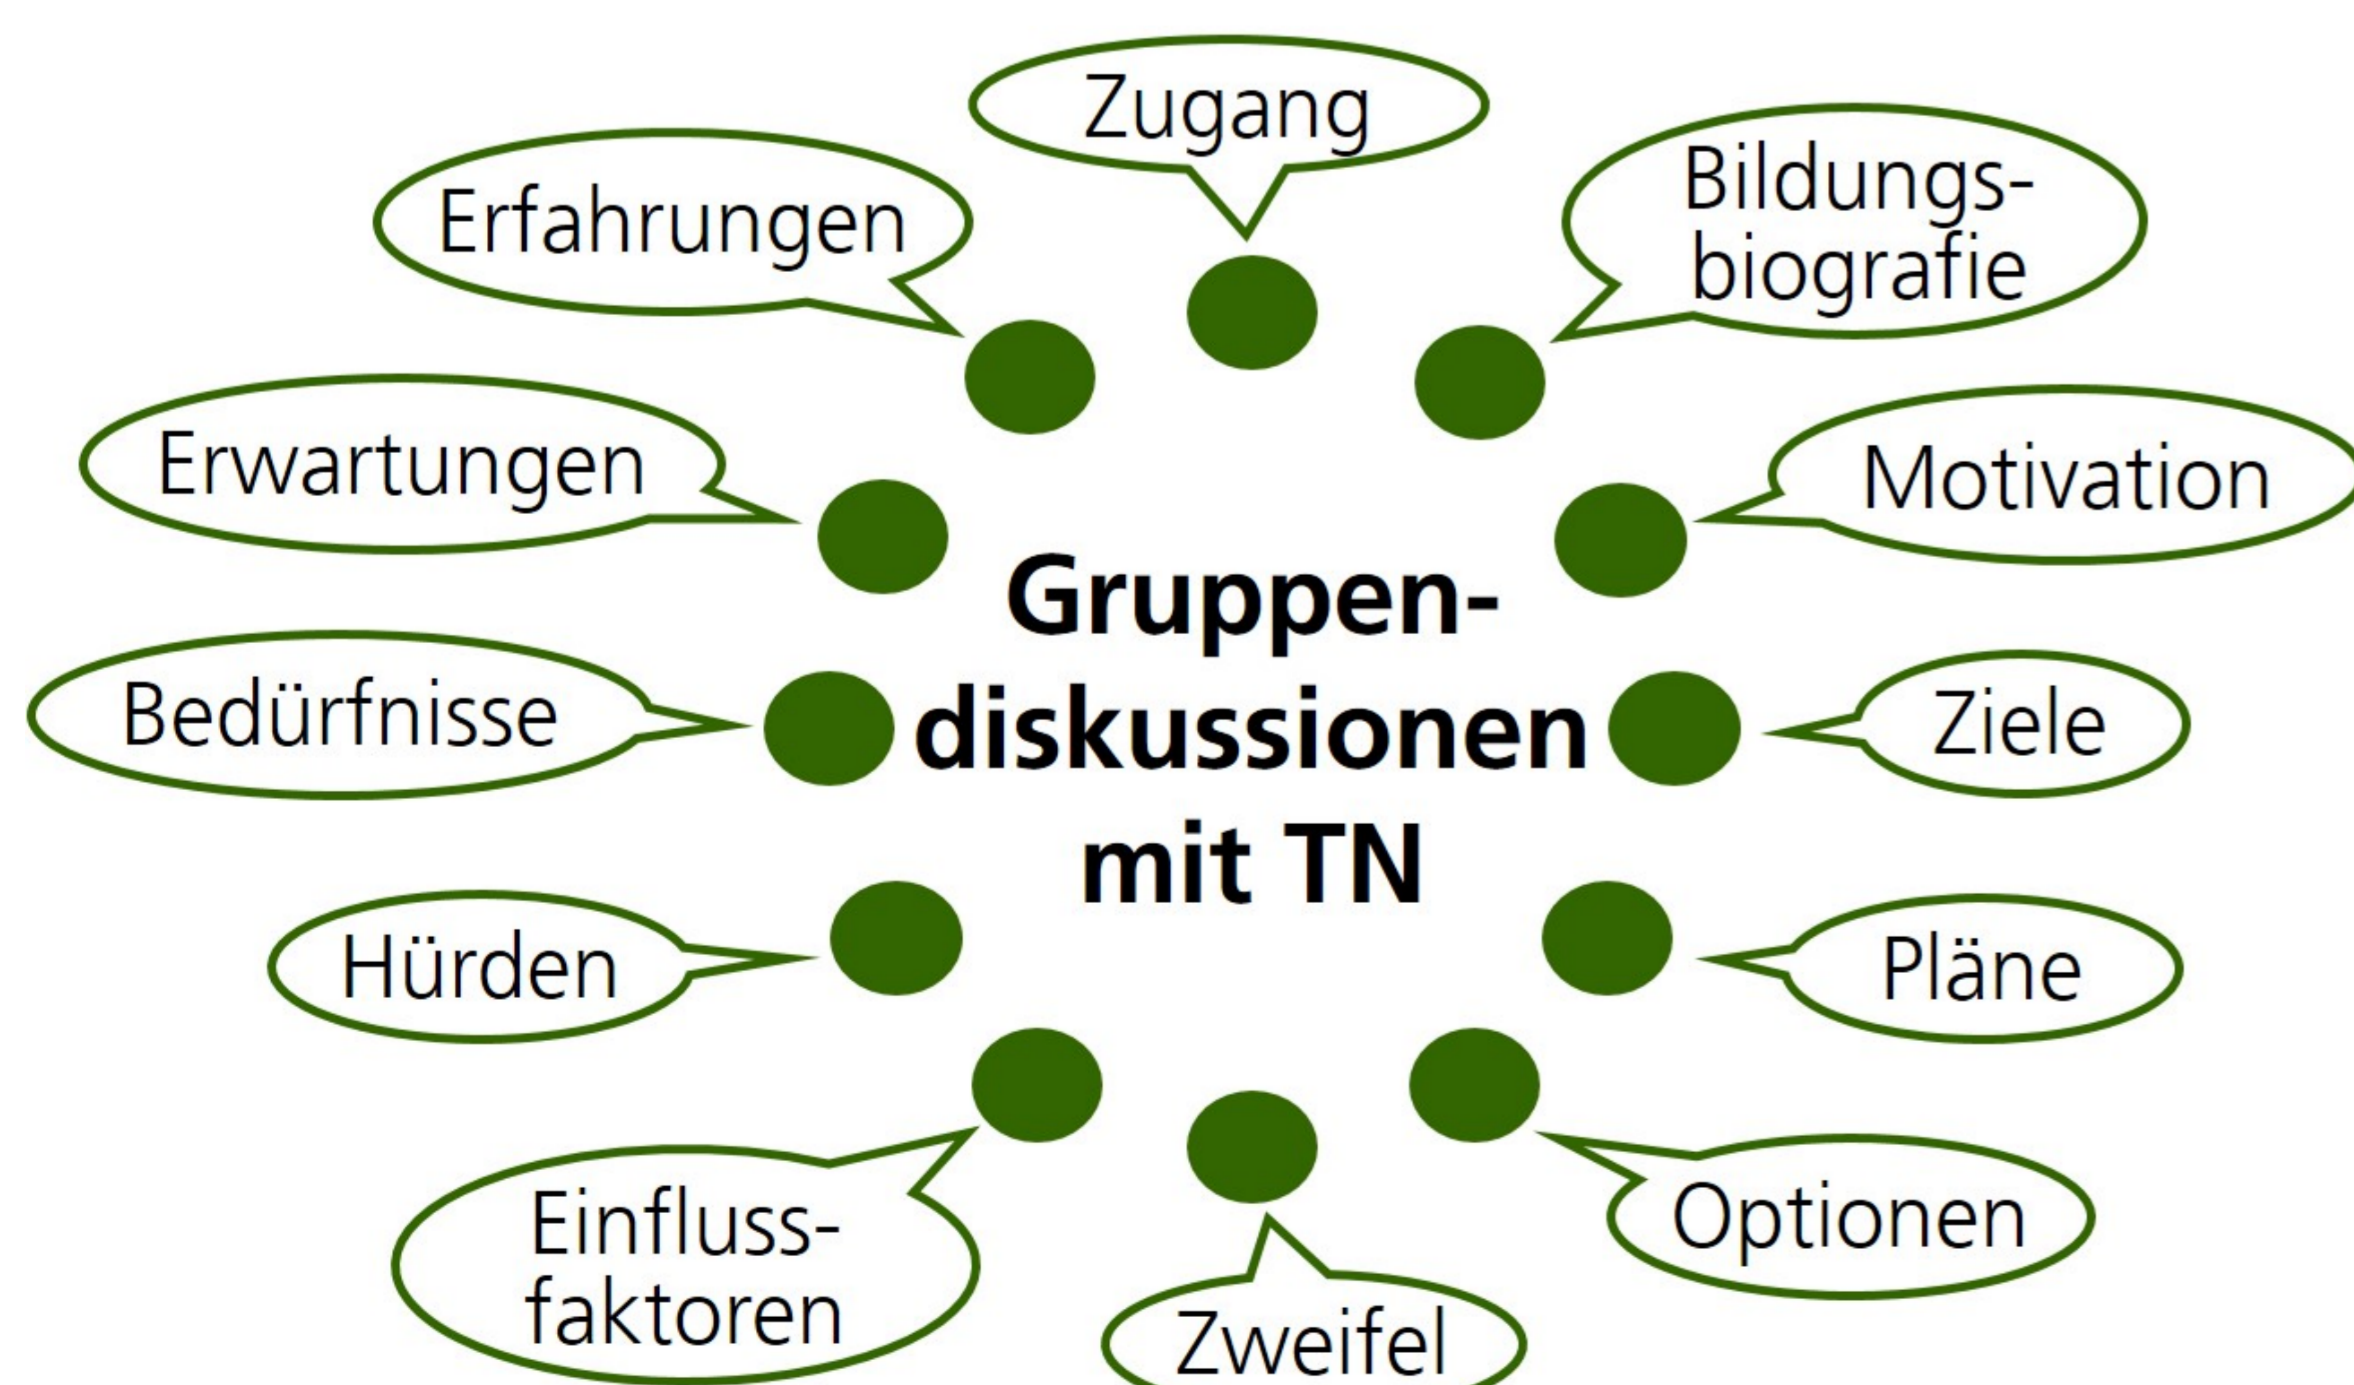 Zugang
Bildungs-
biografie
Erfahrungen
Motivation
Erwartungen
Gruppen-
diskussionen
mit TN
Bedürfnisse
Ziele
Hürden
Pläne
Einfluss-
faktoren
Optionen
Zweifel